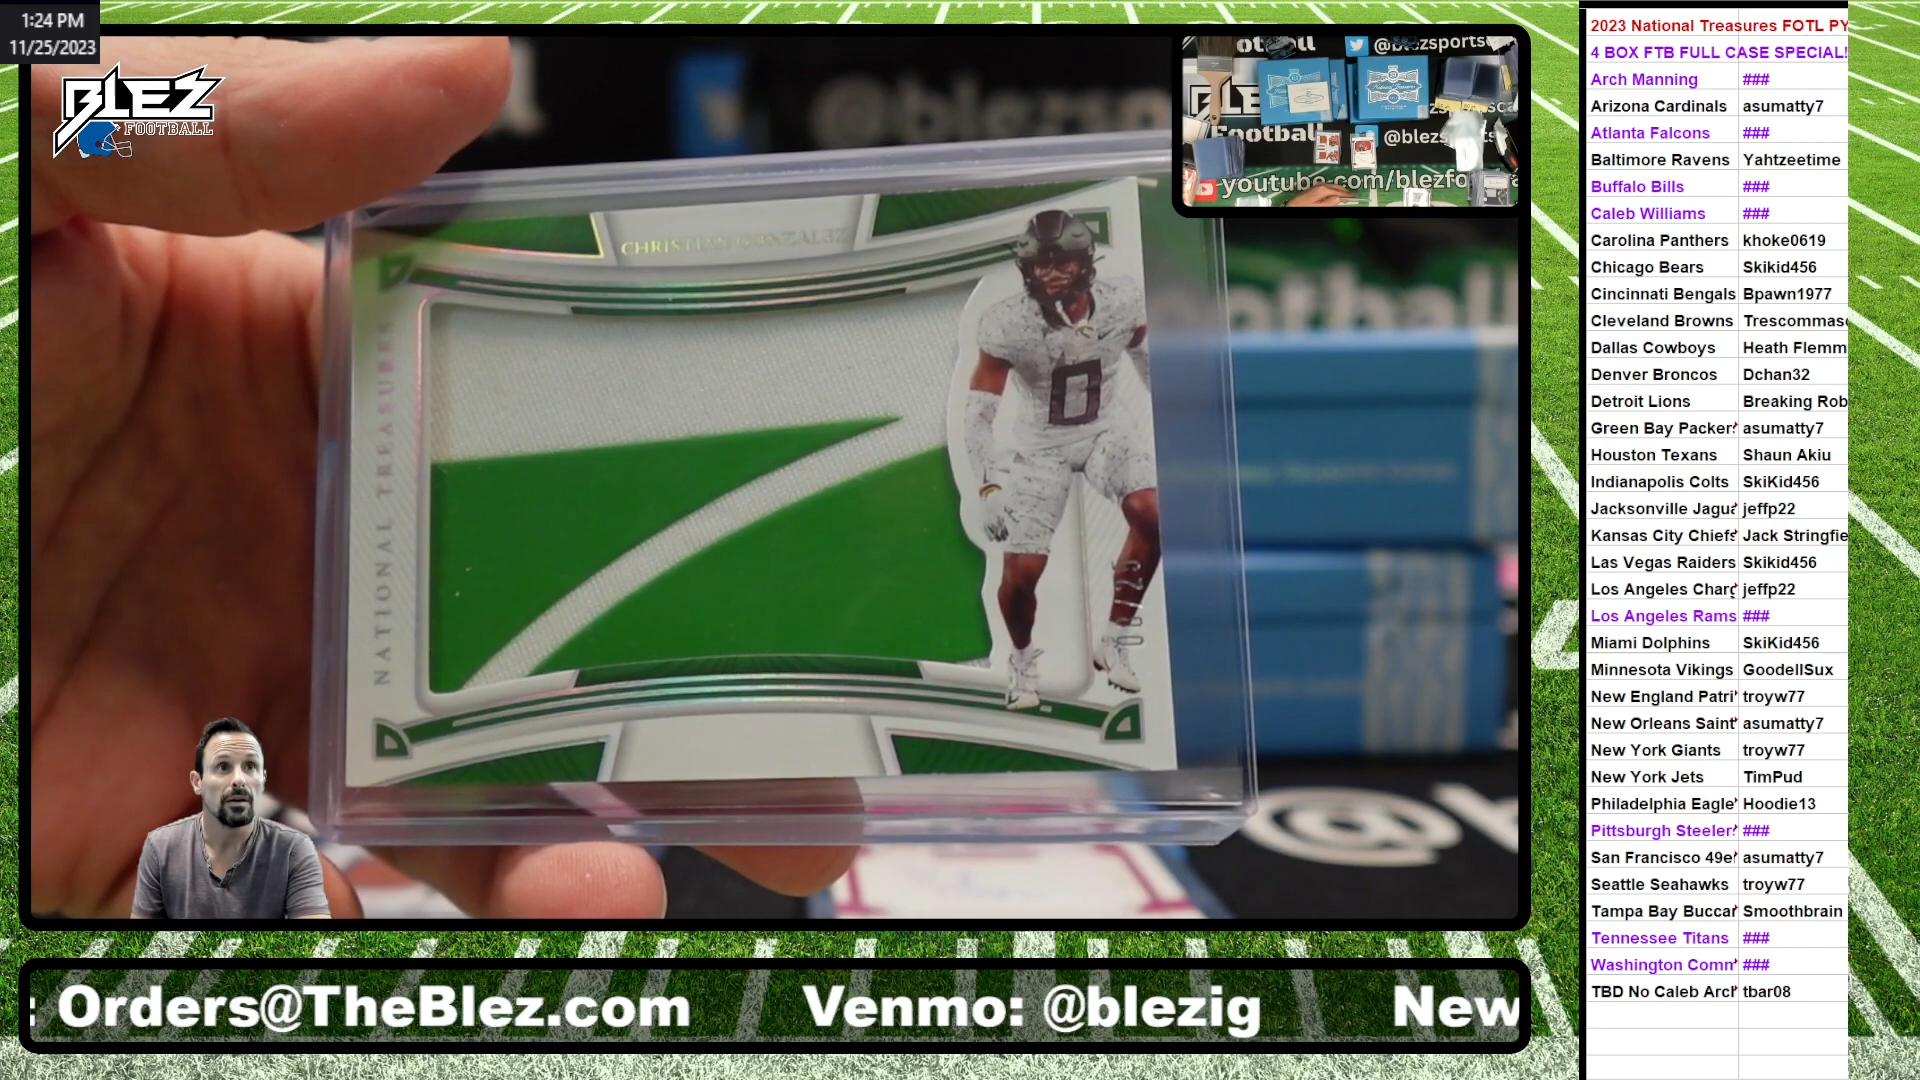 1:24 PM
11/25/2023
BLEZ
FOOTBALL
CHRISTIAN GONZALEZ
NATIONAL TREASURES
0
@blezsports
BLEZ
Football
@blezsports
youtube.com/blezfo
: Orders@TheBlez.com Venmo: @blezig New
2023 National Treasures FOTL PY
4 BOX FTB FULL CASE SPECIAL!
Arch Manning ###
Arizona Cardinals asumatty7
Atlanta Falcons ###
Baltimore Ravens Yahtzeetime
Buffalo Bills ###
Caleb Williams ###
Carolina Panthers khoke0619
Chicago Bears Skikid456
Cincinnati Bengals Bpawn1977
Cleveland Browns Trescommas
Dallas Cowboys Heath Flemm
Denver Broncos Dchan32
Detroit Lions Breaking Rob
Green Bay Packer asumatty7
Houston Texans Shaun Akiu
Indianapolis Colts SkiKid456
Jacksonville Jagua jeffp22
Kansas City Chiefs Jack Stringfie
Las Vegas Raiders Skikid456
Los Angeles Charg jeffp22
Los Angeles Rams ###
Miami Dolphins SkiKid456
Minnesota Vikings GoodellSux
New England Patri troyw77
New Orleans Saint asumatty7
New York Giants troyw77
New York Jets TimPud
Philadelphia Eagle Hoodie13
Pittsburgh Steeler ###
San Francisco 49e asumatty7
Seattle Seahawks troyw77
Tampa Bay Buccar Smoothbrain
Tennessee Titans ###
Washington Comm ###
TBD No Caleb Arch tbar08